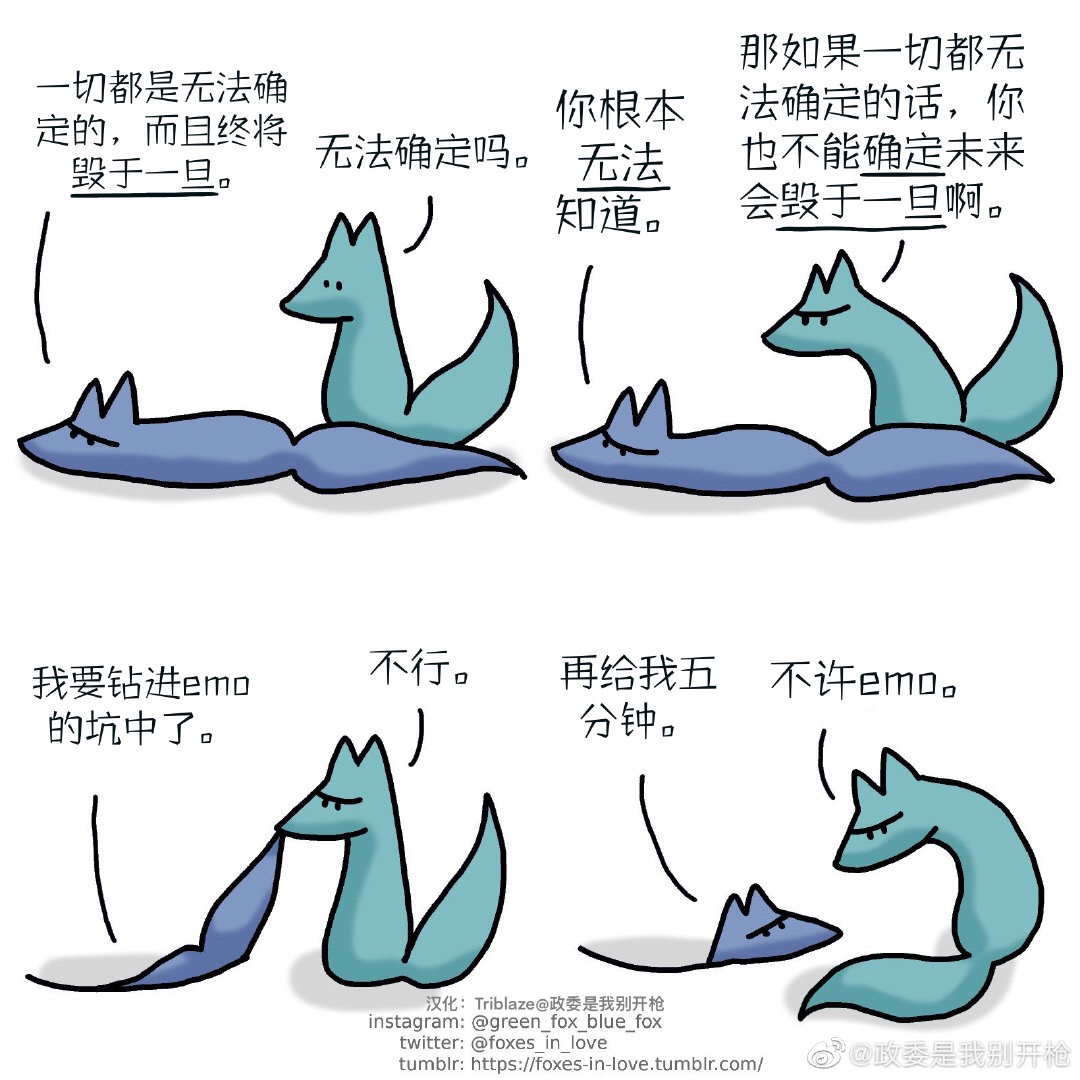 一切都是无法确
定的，而且终将
毁于一旦。
无法确定吗。
你根本
无法
知道。
那如果一切都无
法确定的话，你
也不能确定未来
会毁于一旦啊。
我要钻进emo
的坑中了。
不行。
再给我五
分钟。
不许emo。
汉化：Triblaze@政委是我别开枪
instagram: @green_fox_blue_fox
twitter: @foxes_in_love
tumblr: https://foxes-in-love.tumblr.com/
@政委是我别开枪